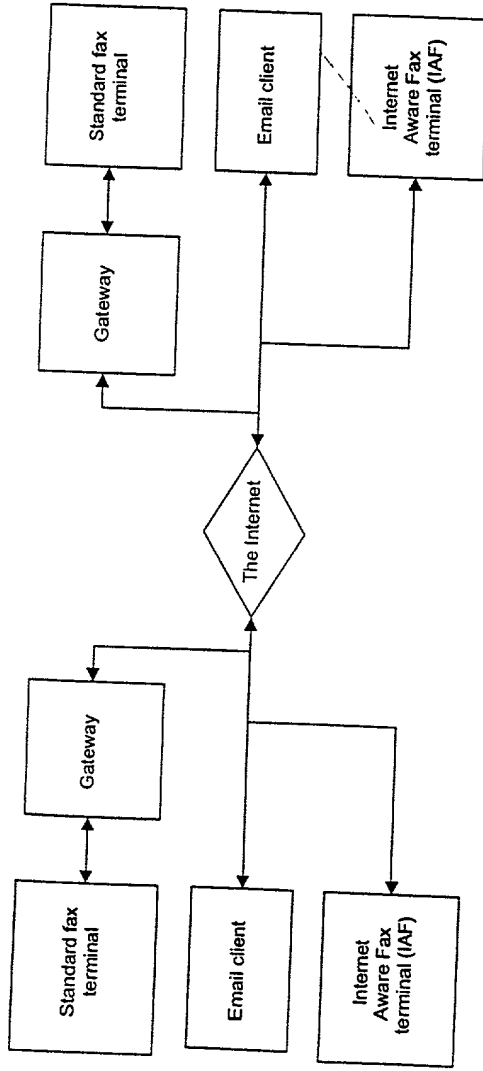 Standard fax
terminal
Gateway
Email client
Internet
Aware Fax
terminal (IAF)
The Internet
Gateway
Standard fax
terminal
Email client
Internet
Aware Fax
terminal (IAF)